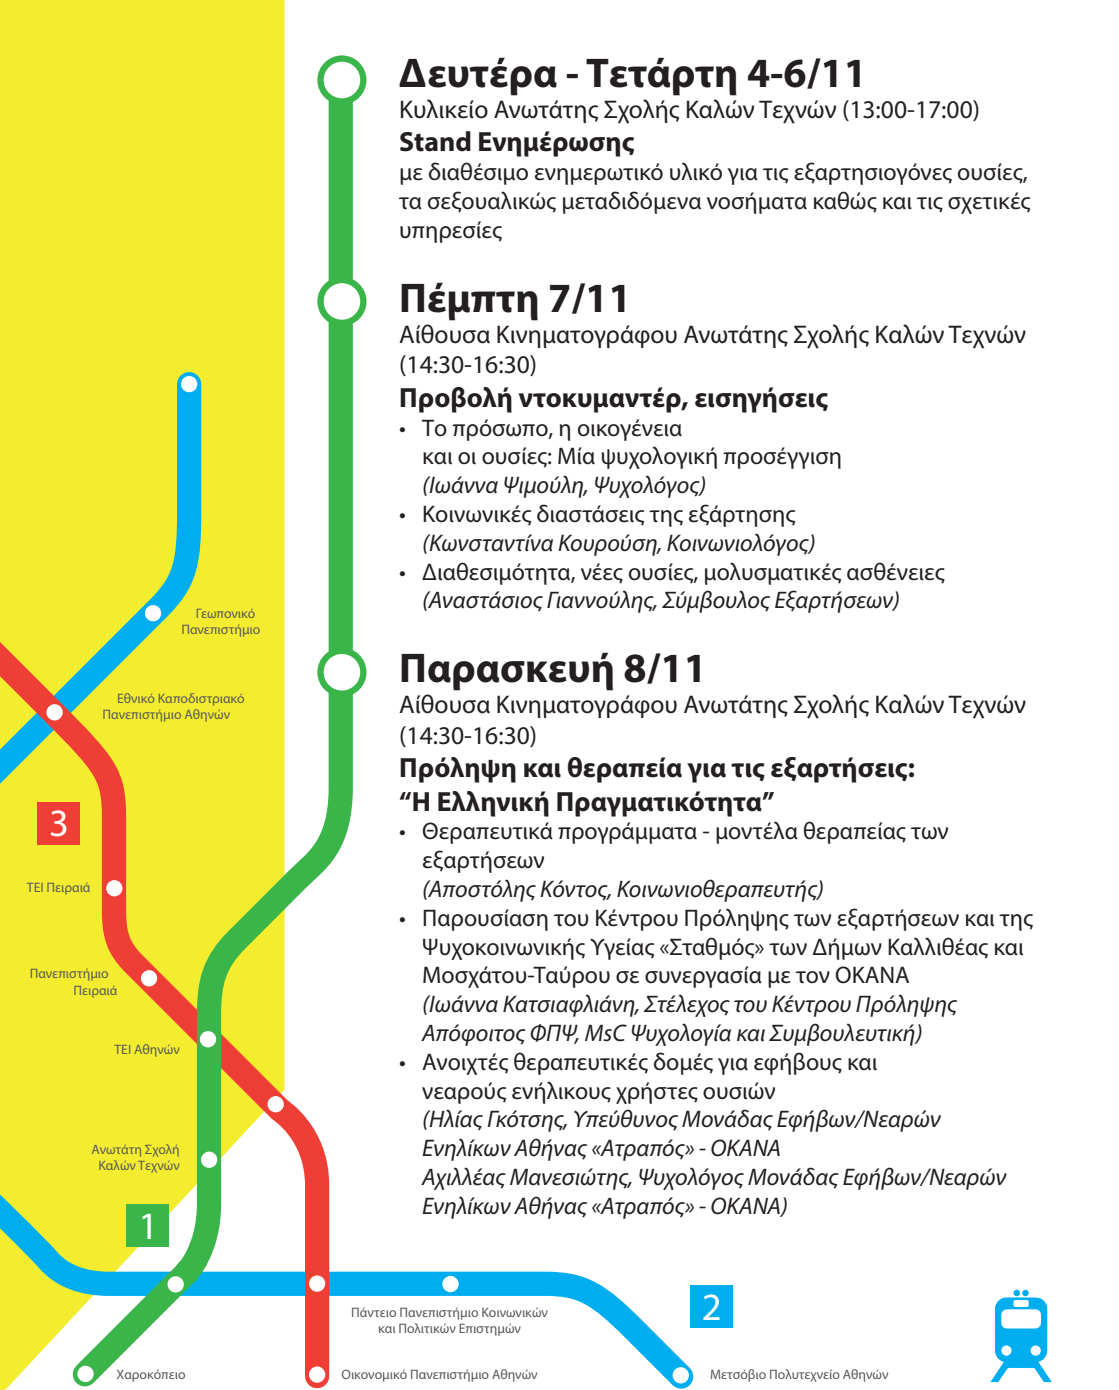 Δευτέρα - Τετάρτη 4-6/11
Κυλικείο Ανωτάτης Σχολής Καλών Τεχνών (13:00-17:00)
Stand Ενημέρωσης
με διαθέσιμο ενημερωτικό υλικό για τις εξαρτησιογόνες ουσίες,
τα σεξουαλικώς μεταδιδόμενα νοσήματα καθώς και τις σχετικές
υπηρεσίες
Πέμπτη 7/11
Αίθουσα Κινηματογράφου Ανωτάτης Σχολής Καλών Τεχνών
(14:30-16:30)
Προβολή ντοκυμαντέρ, εισηγήσεις
• Το πρόσωπο, η οικογένεια
και οι ουσίες: Μία ψυχολογική προσέγγιση
(Ιωάννα Ψιμούλη, Ψυχολόγος)
• Κοινωνικές διαστάσεις της εξάρτησης
(Κωνσταντίνα Κουρούση, Κοινωνιολόγος)
• Διαθεσιμότητα, νέες ουσίες, μολυσματικές ασθένειες
(Αναστάσιος Γιαννούλης, Σύμβουλος Εξαρτήσεων)
Παρασκευή 8/11
Αίθουσα Κινηματογράφου Ανωτάτης Σχολής Καλών Τεχνών
(14:30-16:30)
Πρόληψη και θεραπεία για τις εξαρτήσεις:
“Η Ελληνική Πραγματικότητα”
• Θεραπευτικά προγράμματα - μοντέλα θεραπείας των
εξαρτήσεων
(Αποστόλης Κόντος, Κοινωνιοθεραπευτής)
• Παρουσίαση του Κέντρου Πρόληψης των εξαρτήσεων και της
Ψυχοκοινωνικής Υγείας «Σταθμός» των Δήμων Καλλιθέας και
Μοσχάτου-Ταύρου σε συνεργασία με τον ΟΚΑΝΑ
(Ιωάννα Κατσιαφλιάνη, Στέλεχος του Κέντρου Πρόληψης
Απόφοιτος ΦΠΨ, MsC Ψυχολογία και Συμβουλευτική)
• Ανοιχτές θεραπευτικές δομές για εφήβους και
νεαρούς ενήλικους χρήστες ουσιών
(Ηλίας Γκότσης, Υπεύθυνος Μονάδας Εφήβων/Νεαρών
Ενηλίκων Αθήνας «Ατραπός» - ΟΚΑΝΑ
Αχιλλέας Μανεσιώτης, Ψυχολόγος Μονάδας Εφήβων/Νεαρών
Ενηλίκων Αθήνας «Ατραπός» - ΟΚΑΝΑ)
Γεωπονικό
Πανεπιστήμιο
Εθνικό Καποδιστριακό
Πανεπιστήμιο Αθηνών
3
ΤΕΙ Πειραιά
Πανεπιστήμιο
Πειραιά
ΤΕΙ Αθηνών
Ανωτάτη Σχολή
Καλών Τεχνών
1
2
Πάντειο Πανεπιστήμιο Κοινωνικών
και Πολιτικών Επιστημών
Χαροκόπειο
Οικονομικό Πανεπιστήμιο Αθηνών
Μετσόβιο Πολυτεχνείο Αθηνών